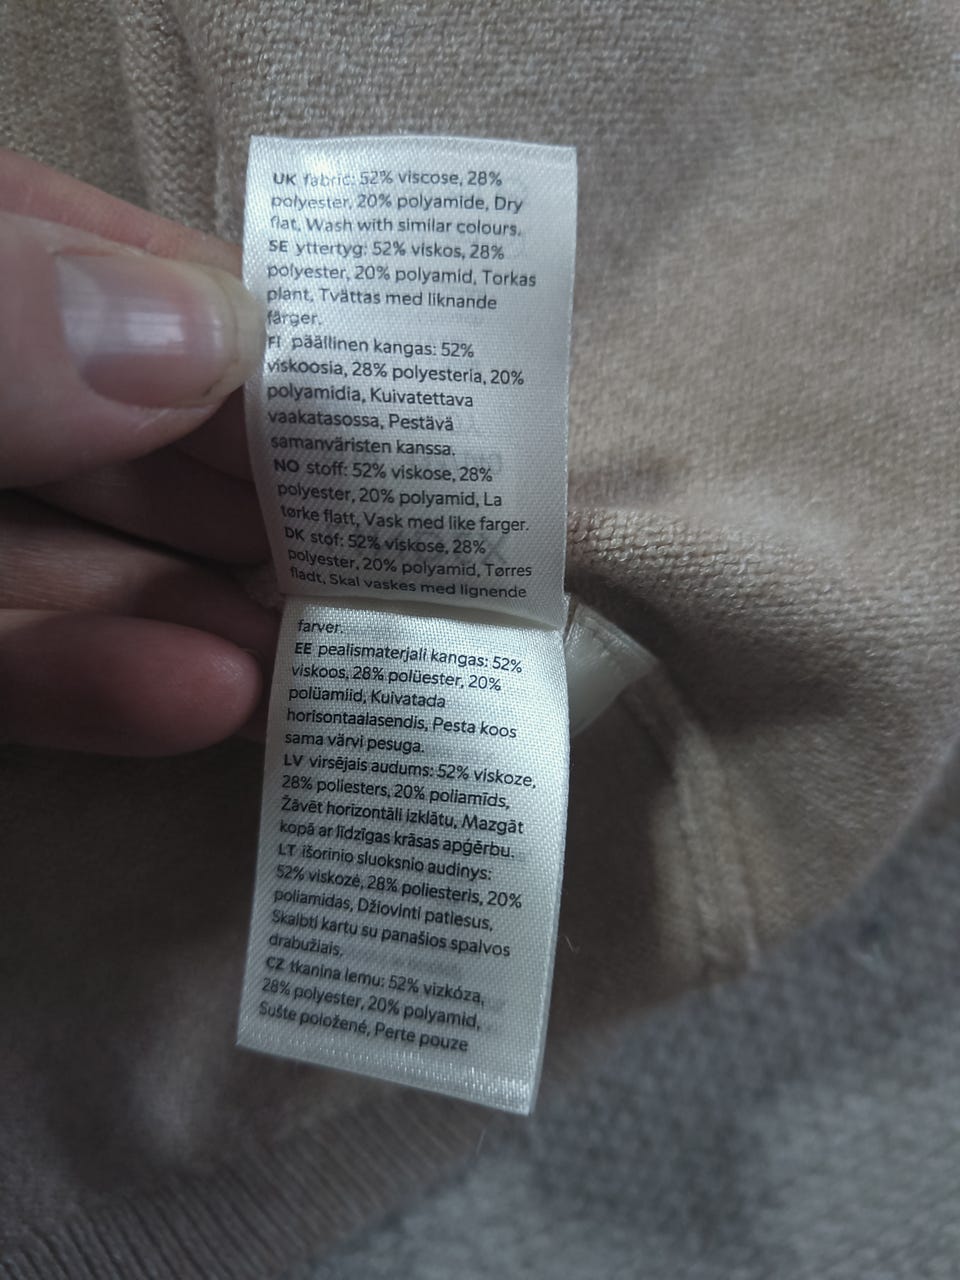 UK fabric: 52% viscose, 28%
polyester, 20% polyamide, Dry
flat, Wash with similar colours.
SE yttertyg: 52% viskos, 28%
polyester, 20% polyamid, Torkas
plant, Tvättas med liknande
färger.
FI päällinen kangas: 52%
viskoosia, 28% polyesteria, 20%
polyamidia, Kuivatettava
vaakatasossa, Pestävä
samanväristen kanssa.
NO stoff: 52% viskose, 28%
polyester, 20% polyamid, La
tørke flatt, Vask med like farger.
DK stof: 52% viskose, 28%
polyester, 20% polyamid, Tørres
fladt, Skal vaskes med lignende
farver.
EE pealismaterjali kangas: 52%
viskoos, 28% polüester, 20%
polüamiid, Kuivatada
horisontaalasendis, Pesta koos
sama värvi pesuga.
LV virsējais audums: 52% viskoze,
28% poliesters, 20% poliamīds,
Žāvēt horizontāli izklātu, Mazgāt
kopā ar līdzīgas krāsas apģērbu.
LT išorinio sluoksnio audinys:
52% viskozė, 28% poliesteris, 20%
poliamidas, Džiovinti patiesus,
Skalbti kartu su panašios spalvos
drabužiais.
CZ tkanina lemu: 52% vizkóza,
28% polyester, 20% polyamid,
Sušte položené, Perte pouze